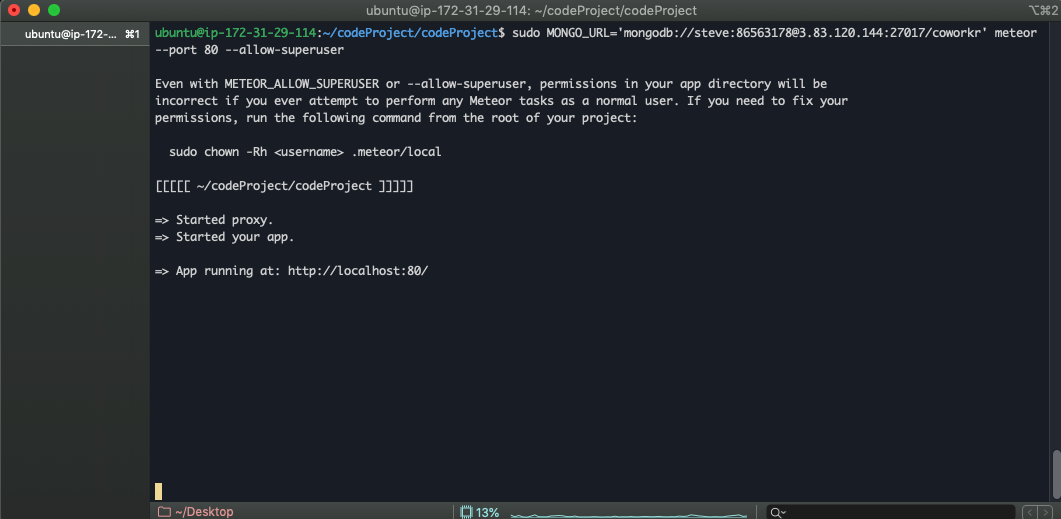 ubuntu@ip-172-31-29-114: ~/codeProject/codeProject
⌥⌘2
ubuntu@ip-172-... ⌘1
ubuntu@ip-172-31-29-114:~/codeProject/codeProject$ sudo MONGO_URL='mongodb://steve:86563178@3.83.120.144:27017/coworkr' meteor
--port 80 --allow-superuser
Even with METEOR_ALLOW_SUPERUSER or --allow-superuser, permissions in your app directory will be
incorrect if you ever attempt to perform any Meteor tasks as a normal user. If you need to fix your
permissions, run the following command from the root of your project:
sudo chown -Rh <username> .meteor/local
[[[[[ ~/codeProject/codeProject ]]]]]
=> Started proxy.
=> Started your app.
=> App running at: http://localhost:80/
~/Desktop
13%